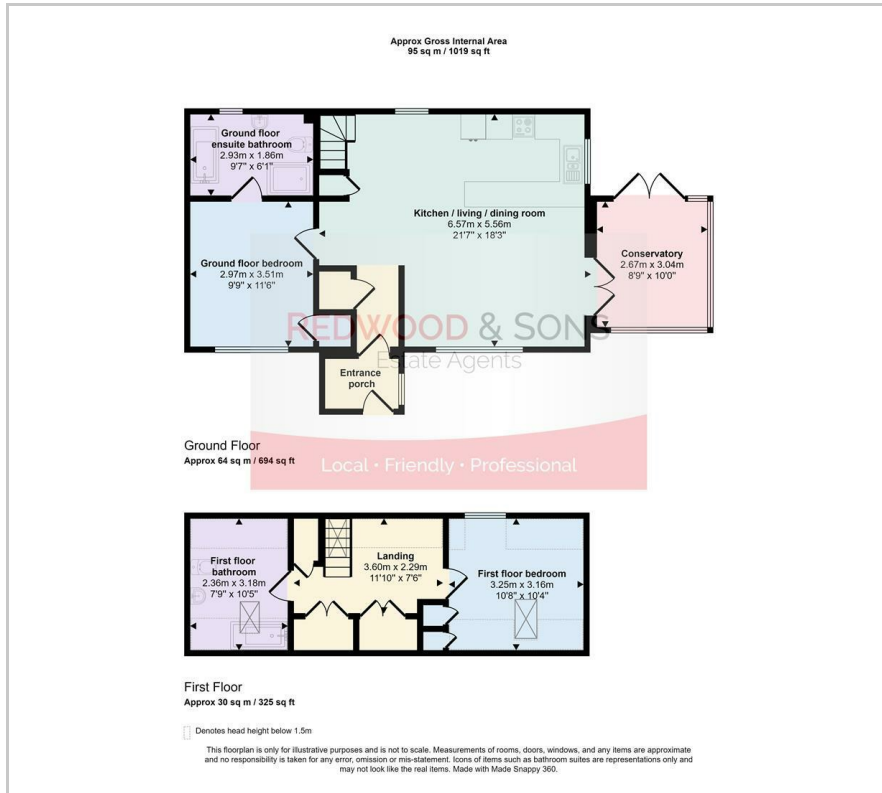 Approx Gross Internal Area
95 sq m / 1019 sq ft
Ground floor
ensuite bathroom
2.93m x 1.86m
9'7" x 6'1"
Kitchen / living / dining room
6.57m x 5.56m
21'7" x 18'3"
Ground floor bedroom
2.97m x 3.51m
9'9" x 11'6"
Conservatory
2.67m x 3.04m
8'9" x 10'0"
REDWOOD & SONS
Estate Agents
Entrance
porch
Ground Floor
Approx 64 sq m / 694 sq ft
Local • Friendly • Professional
First floor
bathroom
2.36m x 3.18m
7'9" x 10'5"
Landing
3.60m x 2.29m
11'10" x 7'6"
First floor bedroom
3.25m x 3.16m
10'8" x 10'4"
First Floor
Approx 30 sq m / 325 sq ft
Denotes head height below 1.5m
This floorplan is only for illustrative purposes and is not to scale. Measurements of rooms, doors, windows, and any items are approximate
and no responsibility is taken for any error, omission or mis-statement. Icons of items such as bathroom suites are representations only and
may not look like the real items. Made with Made Snappy 360.